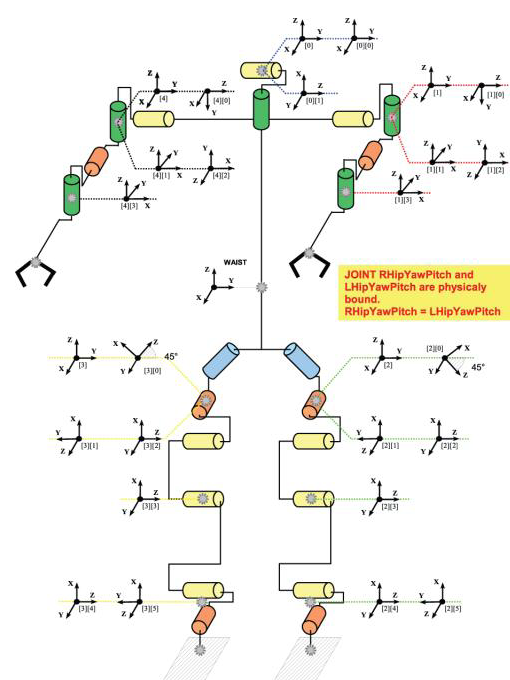 Z Z
Y Y
X [0] X [0][0]
Z
Z X
Y [0][1]
Z
Y Z
X [4] X [4][0]
Y
Z
Y Z
X [1] X [1][0]
Y
Z Y Y
X X
[4][1] Z [4][2]
Z Y Y
X X
[1][1] Z [1][2]
Z Y
X
[4][3]
Z Y
X
[1][3]
WAIST
Z
Y
X
JOINT RHipYawPitch and
LHipYawPitch are physicaly
bound.
RHipYawPitch = LHipYawPitch
Z X Z
Y 45°
X [3] Y [3][0]
Z [2][0] X
Y 45°
X [2] Y Z
X X
Y Z
Z [3][1] Y [3][2]
X X
Y Z
Z [2][1] Y [2][2]
X
Z
Y [3][3]
X
Z
Y [2][3]
X X
Z Y
Y [3][4] Z [3][5]
X X
Z Y
Y [2][4] Z [2][5]